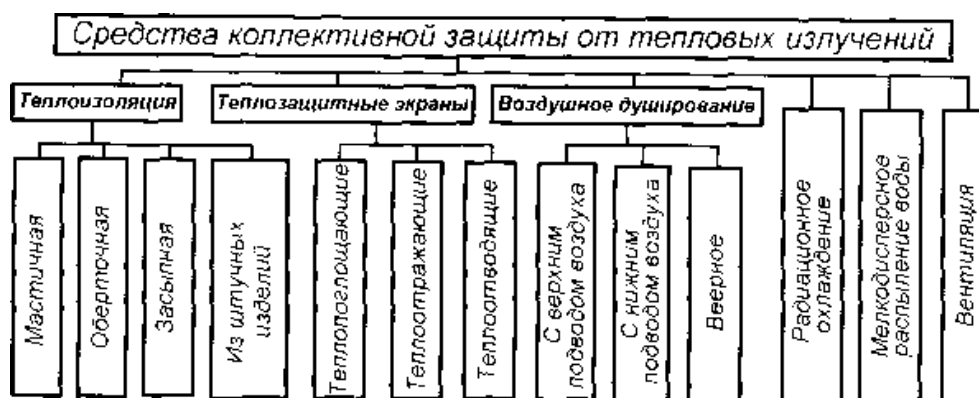 Средства коллективной защиты от тепловых излучений
Теплоизоляция
Теплозащитные экраны
Воздушное душирование
Мастичная
Оберточная
Засыпная
Из штучных
изделий
Теплопоглощающие
Теплоотражающие
Теплоотводящие
С верхним
подводом воздуха
С нижним
подводом воздуха
Веерное
Радиационное
охлаждение
Мелкодисперсное
распыление воды
Вентиляция